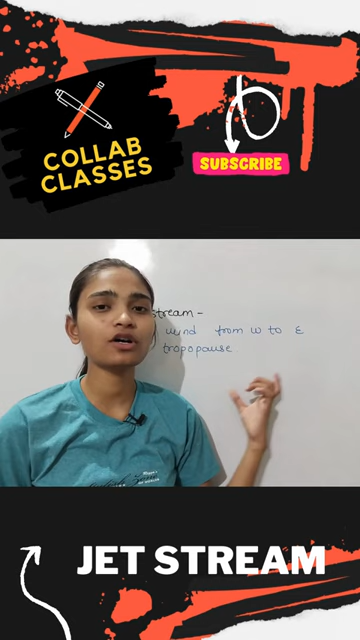 COLLAB
CLASSES
SUBSCRIBE
stream -
wind from W to E
tropopause
JET STREAM